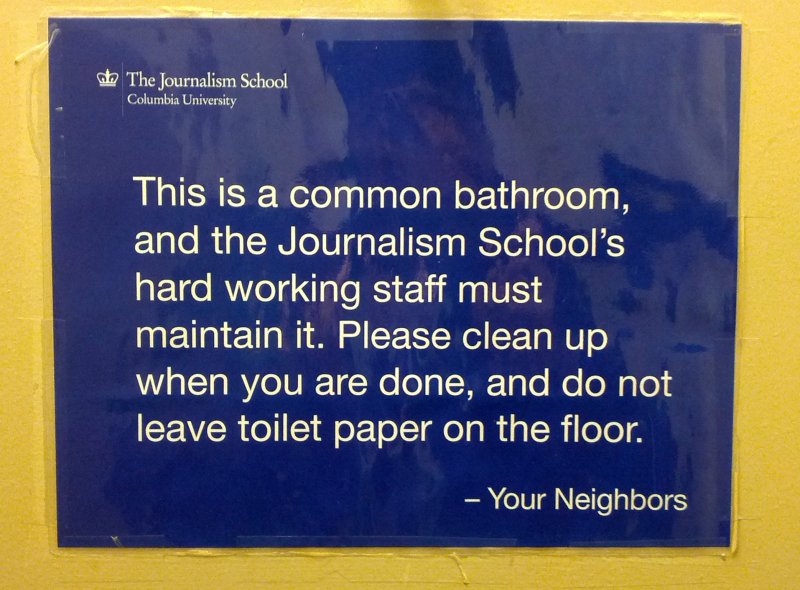 The Journalism School
Columbia University
This is a common bathroom,
and the Journalism School's
hard working staff must
maintain it. Please clean up
when you are done, and do not
leave toilet paper on the floor.
– Your Neighbors